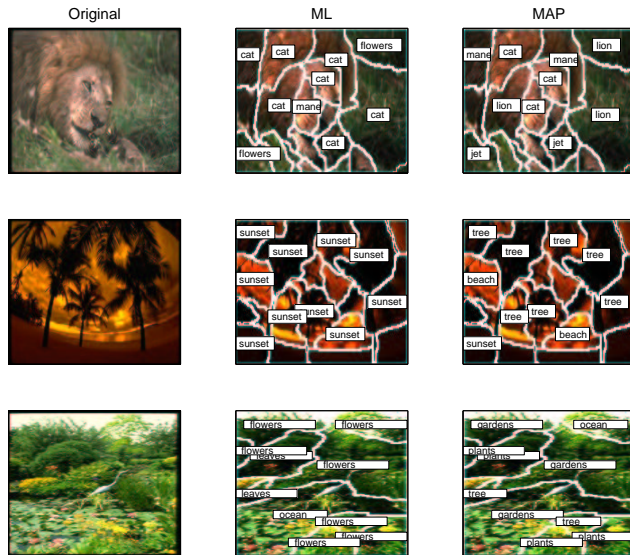 Original ML MAP
cat flowers cat cat cat mane cat flowers cat
mane cat lion mane cat lion cat lion jet jet
sunset sunset sunset sunset sunset sunset sunset sunset sunset
tree tree tree tree beach tree tree tree beach sunset
flowers flowers flowers leaves flowers leaves ocean flowers flowers flowers
gardens ocean plants plants gardens tree gardens tree plants plants